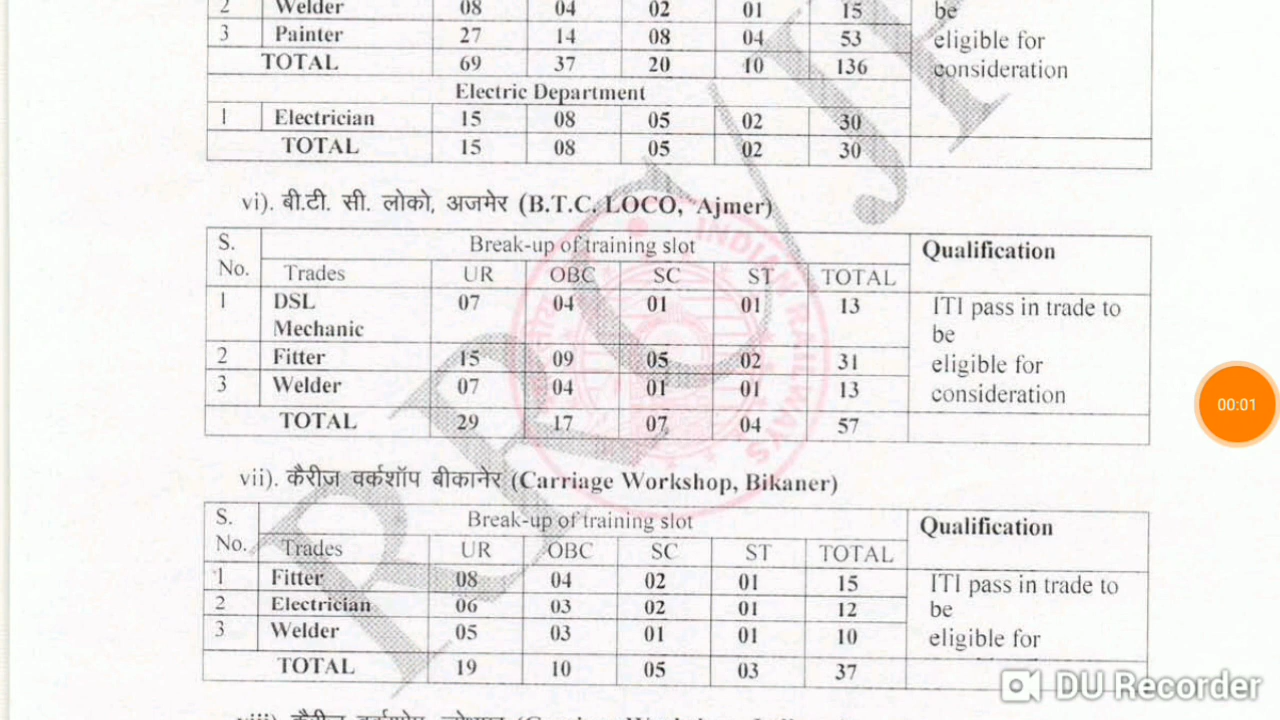 2 Welder 08 04 02 01 15 be
3 Painter 27 14 08 04 53 eligible for
TOTAL 69 37 20 10 136 consideration
Electric Department
1 Electrician 15 08 05 02 30
TOTAL 15 08 05 02 30
vi). बी.टी. सी. लोको, अजमेर (B.T.C. LOCO, Ajmer)
S. No. Break-up of training slot Qualification
Trades UR OBC SC ST TOTAL
1 DSL Mechanic 07 04 01 01 13 ITI pass in trade to be
2 Fitter 15 09 05 02 31 eligible for
3 Welder 07 04 01 01 13 consideration
TOTAL 29 17 07 04 57
vii). कैरीज वर्कशॉप बीकानेर (Carriage Workshop, Bikaner)
S. No. Break-up of training slot Qualification
Trades UR OBC SC ST TOTAL
1 Fitter 08 04 02 01 15 ITI pass in trade to
2 Electrician 06 03 02 01 12 be
3 Welder 05 03 01 01 10 eligible for
TOTAL 19 10 05 03 37
INDIAN RAILWAYS
RRC/JP
00:01
DU Recorder